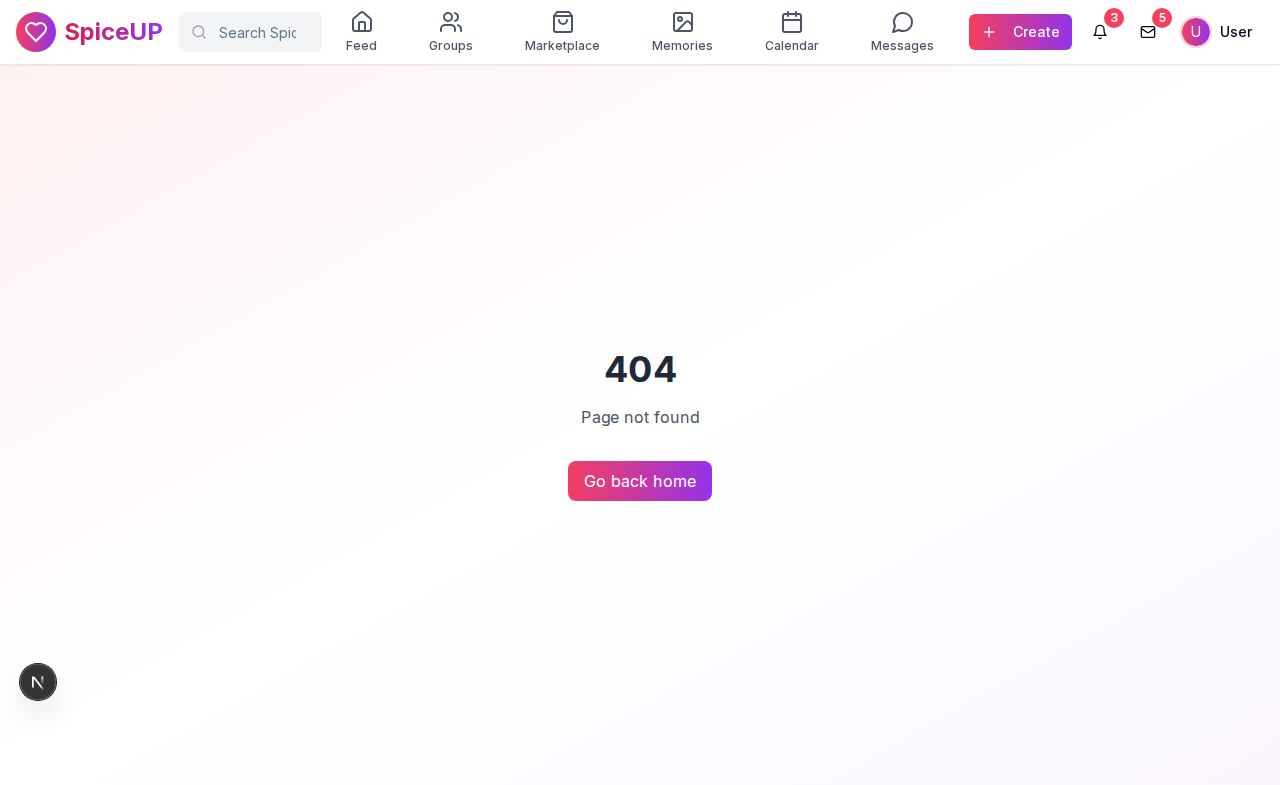 SpiceUP
Search Spic
Feed
Groups
Marketplace
Memories
Calendar
Messages
Create
3
5
U
User
404
Page not found
Go back home
N